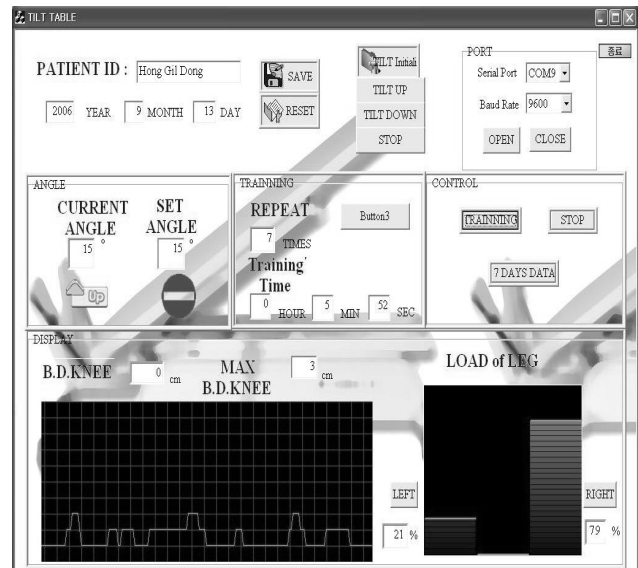 TILT TABLE
PATIENT ID : Hong Gil Dong
2006 YEAR 9 MONTH 13 DAY
SAVE
RESET
TILT Initiali
TILT UP
TILT DOWN
STOP
PORT
종료
Serial Port COM9
Baud Rate 9600
OPEN CLOSE
ANGLE
CURRENT ANGLE
15 °
SET ANGLE
15 °
Up
TRAINNING
REPEAT
7 TIMES
Button3
Training
Time
0 HOUR 5 MIN 52 SEC
CONTROL
TRAINNING STOP
7 DAYS DATA
DISPLAY
B.D.KNEE 0 cm
MAX
B.D.KNEE
3 cm
LOAD of LEG
LEFT
21 %
RIGHT
79 %